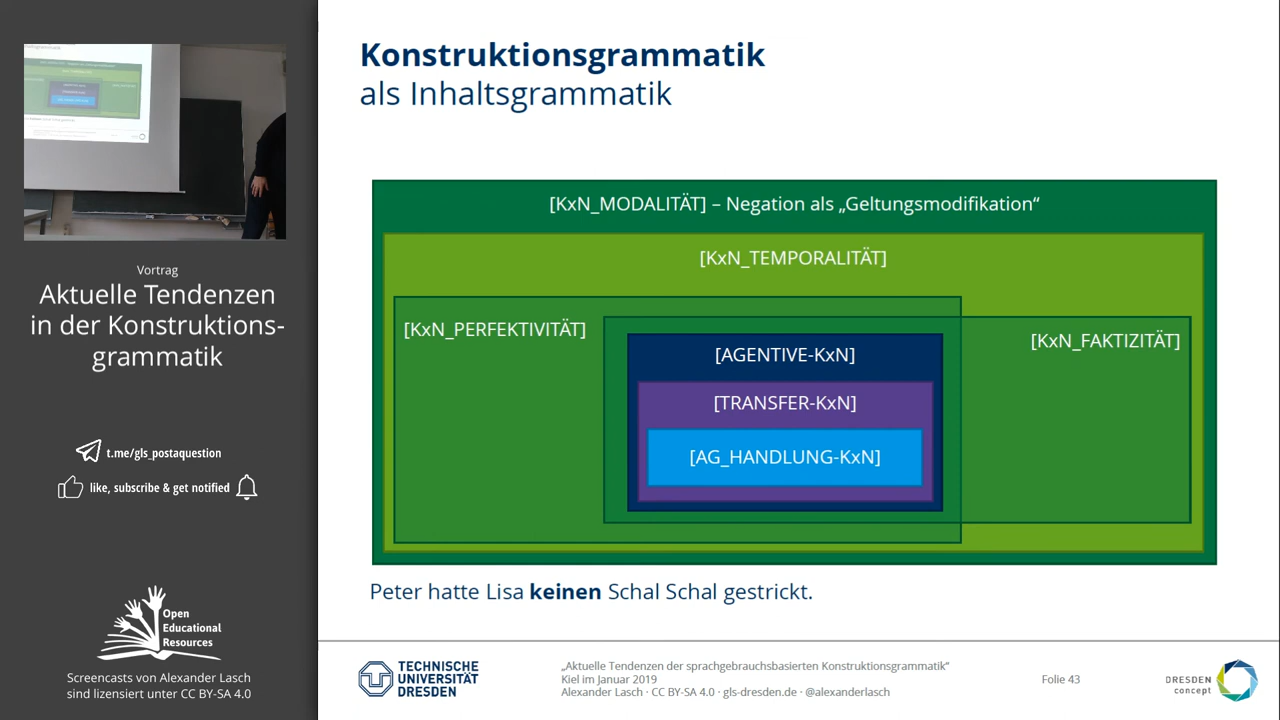 Vortrag
Aktuelle Tendenzen
in der Konstruktions-
grammatik
t.me/gls_postaquestion
like, subscribe & get notified
Open
Educational
Resources
Screencasts von Alexander Lasch
sind lizensiert unter CC BY-SA 4.0
Konstruktionsgrammatik
als Inhaltsgrammatik
[KxN_MODALITÄT] – Negation als „Geltungsmodifikation“
[KxN_TEMPORALITÄT]
[KxN_PERFEKTIVITÄT]
[KxN_FAKTIZITÄT]
[AGENTIVE-KxN]
[TRANSFER-KxN]
[AG_HANDLUNG-KxN]
Peter hatte Lisa keinen Schal Schal gestrickt.
TECHNISCHE
UNIVERSITÄT
DRESDEN
„Aktuelle Tendenzen der sprachgebrauchsbasierten Konstruktionsgrammatik“
Kiel im Januar 2019
Alexander Lasch · CC BY-SA 4.0 · gls-dresden.de · @alexanderlasch
Folie 43
DRESDEN
concept